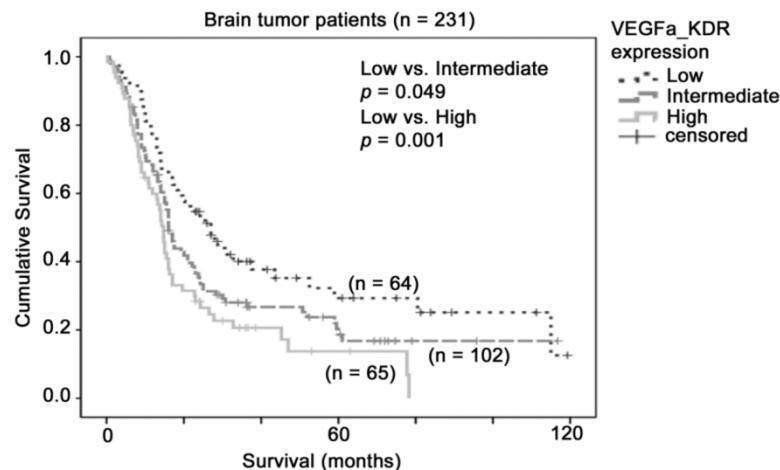 Brain tumor patients (n = 231)
VEGFa_KDR
expression
Low
Intermediate
High
censored
Low vs. Intermediate
p = 0.049
Low vs. High
p = 0.001
Cumulative Survival
1.0
0.8
0.6
0.4
0.2
0.0
(n = 64)
(n = 102)
(n = 65)
0
60
120
Survival (months)